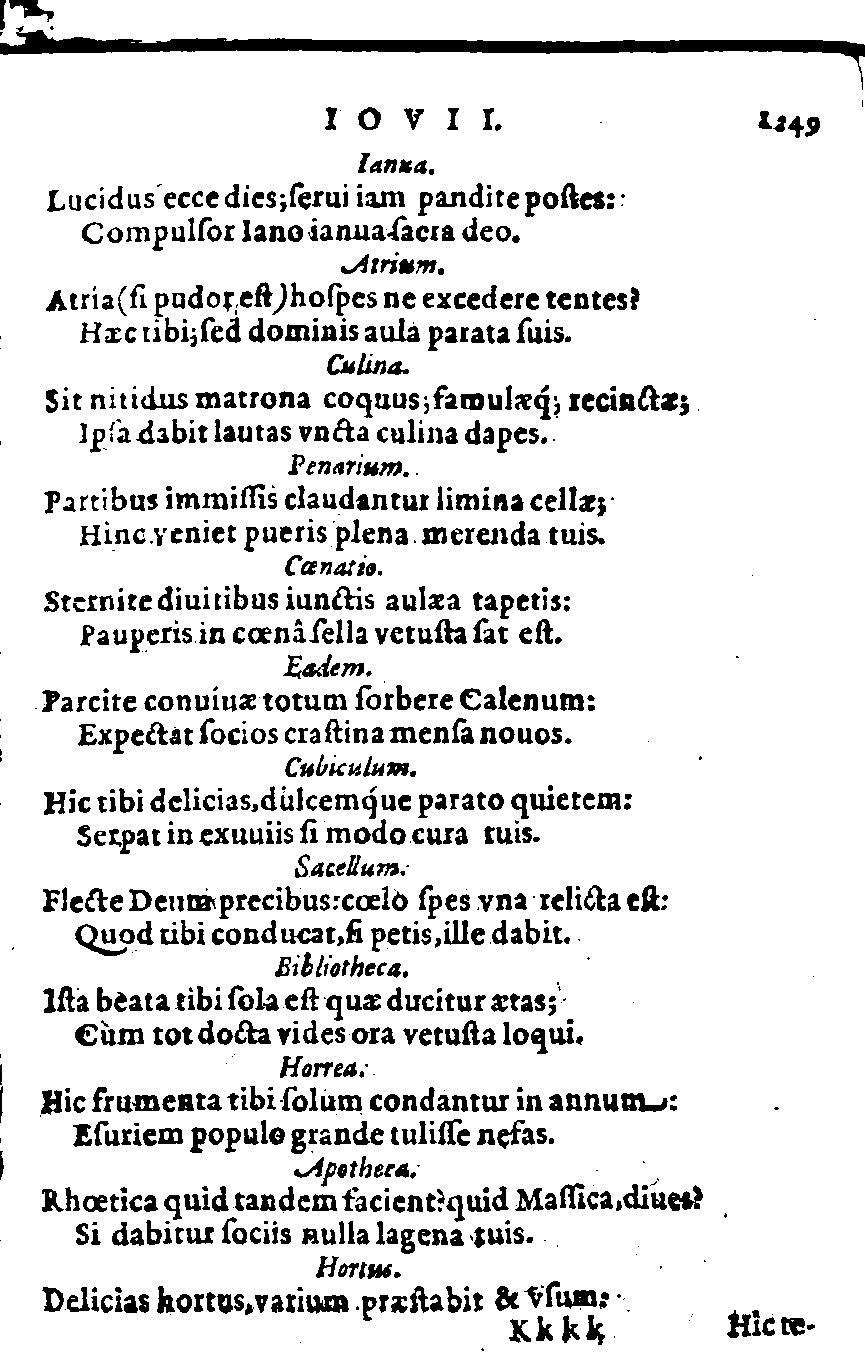 IOVII. 1249
Ianua.
Lucidus ecce dies; ſerui iam pandite poſtes:
Compulſor Iano ianua ſacra deo.
Atrium.
Atria (ſi pudor eſt) hoſpes ne excedere tentes?
Hæc tibi; ſed dominis aula parata ſuis.
Culina.
Sit nitidus matrona coquus; famulæq́; recinctæ;
Ipſa dabit lautas vncta culina dapes.
Penarium.
Partibus immiſſis claudantur limina cellæ;
Hinc veniet pueris plena merenda tuis.
Cœnatio.
Sternite diuitibus iunctis aulæa tapetis:
Pauperis in cœnâ ſella vetuſta ſat eſt.
Eadem.
Parcite conuiuæ totum ſorbere Calenum:
Expectat ſocios craſtina menſa nouos.
Cubiculum.
Hic tibi delicias, dulcemq́ue parato quietem:
Serpat in exuuiis ſi modo cura tuis.
Sacellum.
Flecte Deum precibus: cœlo ſpes vna relicta eſt:
Quod tibi conducat, ſi petis, ille dabit.
Bibliotheca.
Iſta beata tibi ſola eſt quæ ducitur ætas;
Cùm tot docta vides ora vetuſta loqui.
Horrea.
Hic frumenta tibi ſolum condantur in annum:
Eſuriem populo grande tuliſſe nefas.
Apotheca.
Rhœtica quid tandem facient? quid Maſſica, diues?
Si dabitur ſociis nulla lagena tuis.
Hortus.
Delicias hortus, varium præſtabit & vſum:
Kkkk Hic te-